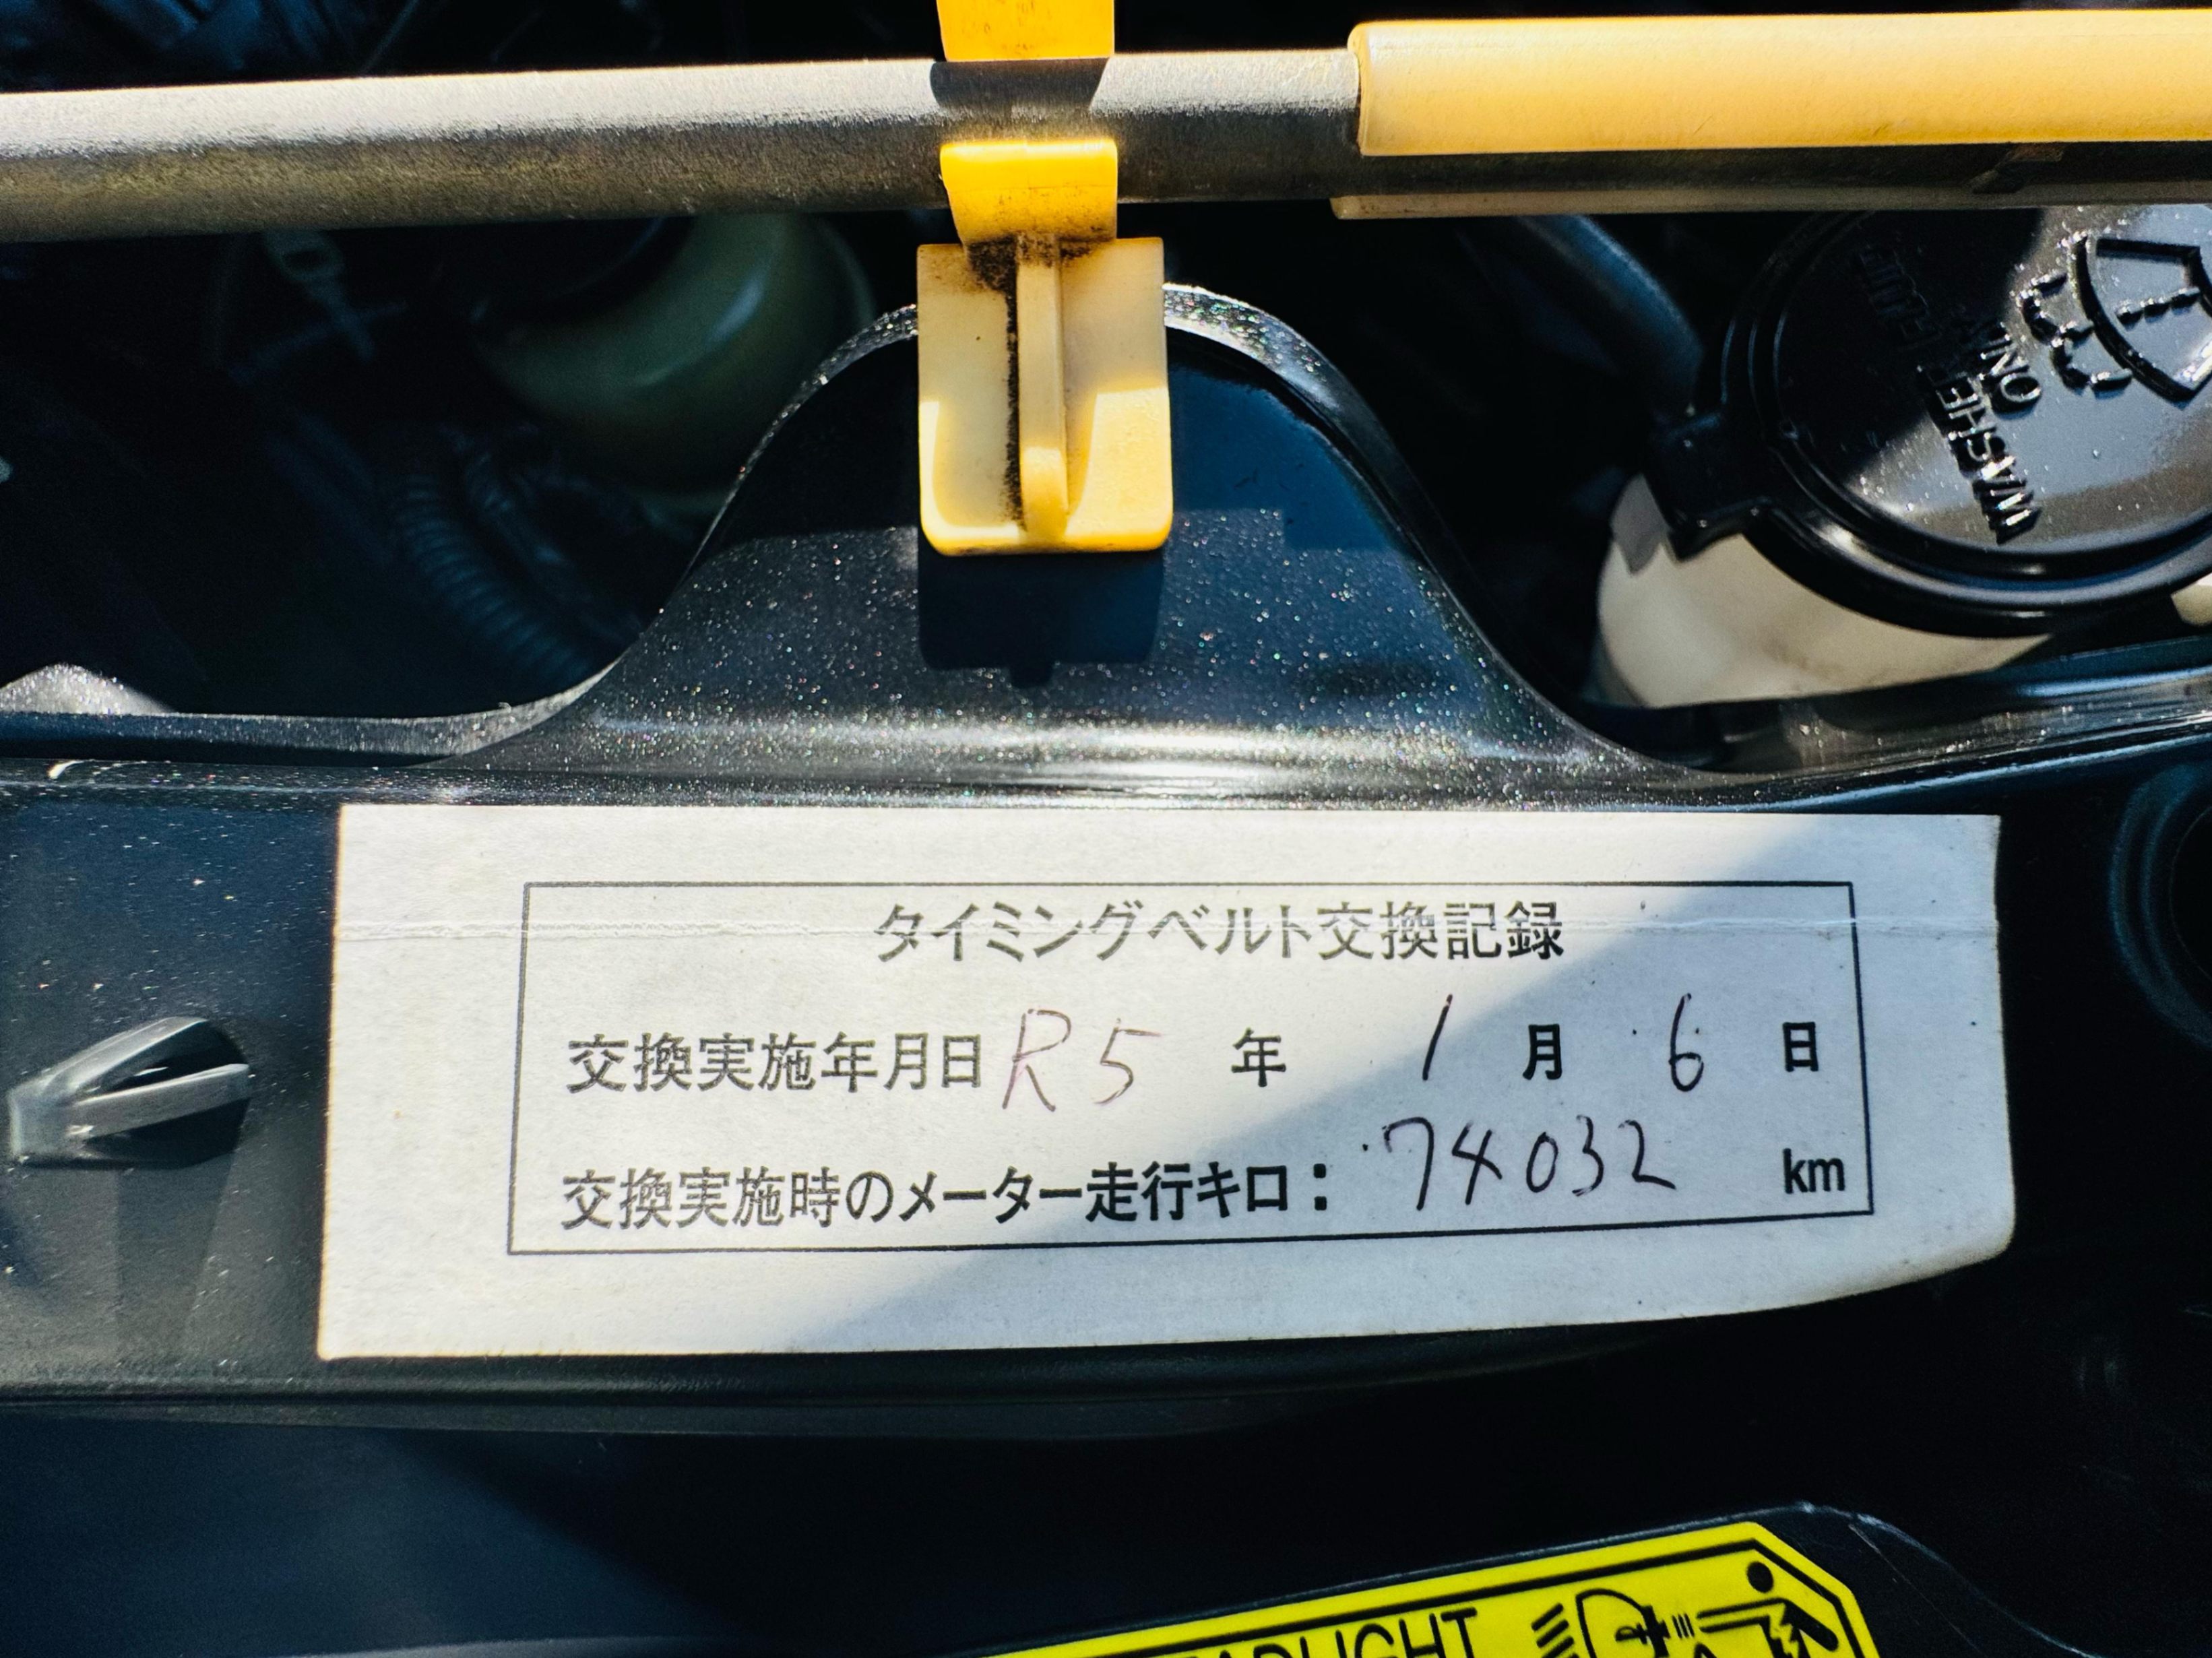 WASHER
ONLY
タイミングベルト交換記録
交換実施年月日 R5 年 1 月 6 日
交換実施時のメーター走行キロ: 74032 km